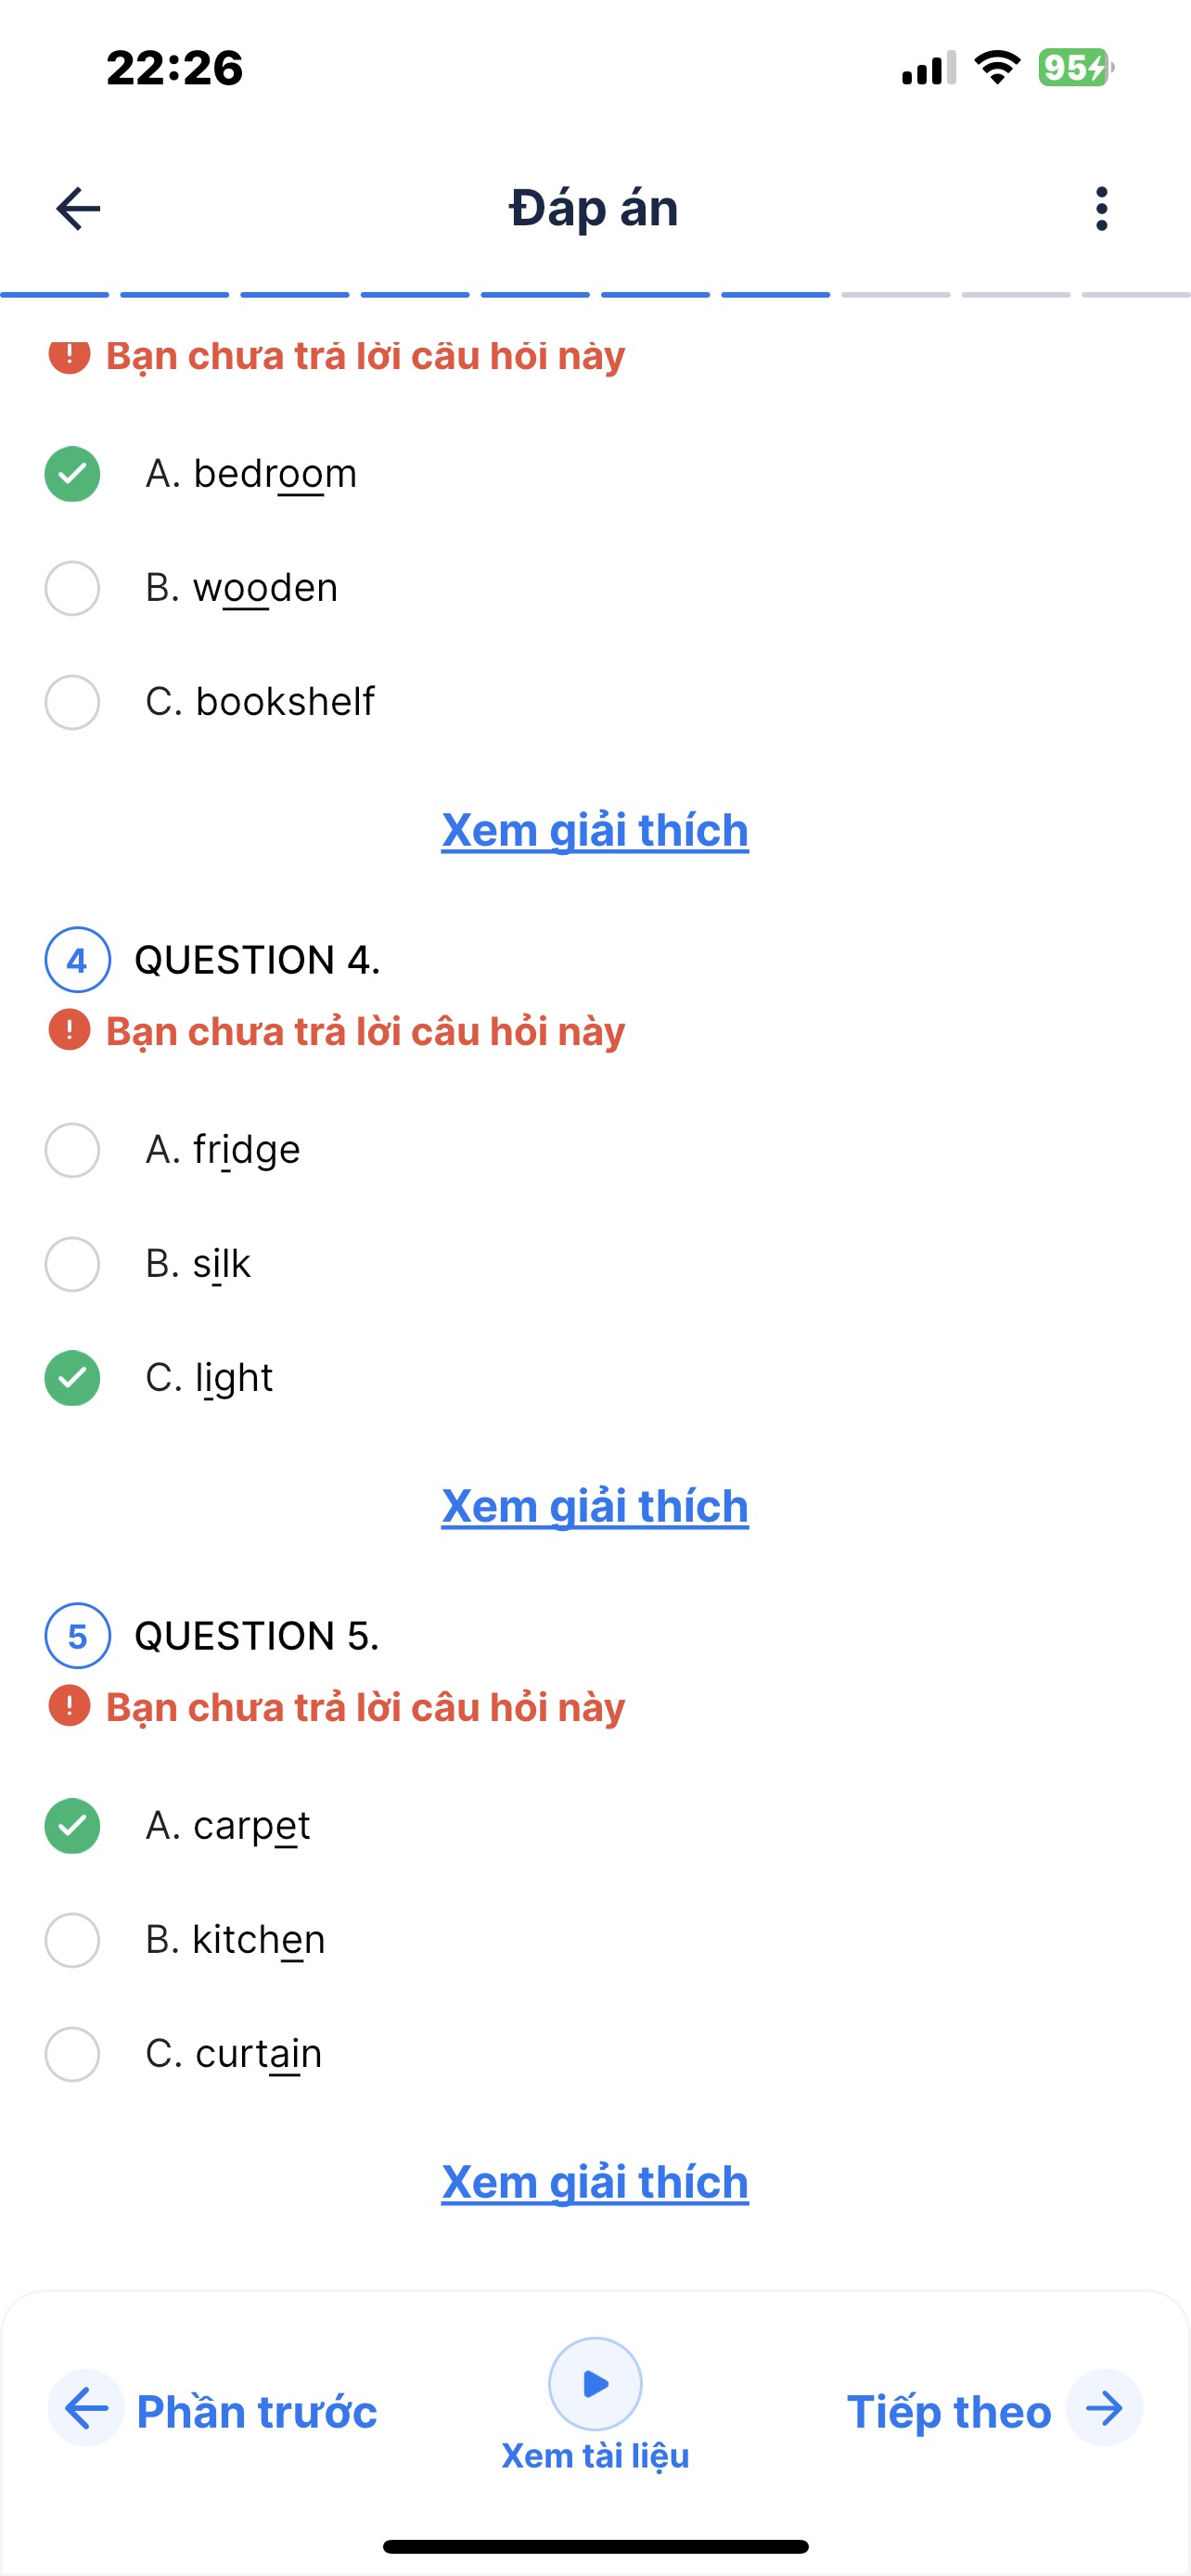 22:26
95
Đáp án
Bạn chưa trả lời câu hỏi này
A. bedroom
B. wooden
C. bookshelf
Xem giải thích
4 QUESTION 4.
Bạn chưa trả lời câu hỏi này
A. fridge
B. silk
C. light
Xem giải thích
5 QUESTION 5.
Bạn chưa trả lời câu hỏi này
A. carpet
B. kitchen
C. curtain
Xem giải thích
Phần trước
Xem tài liệu
Tiếp theo